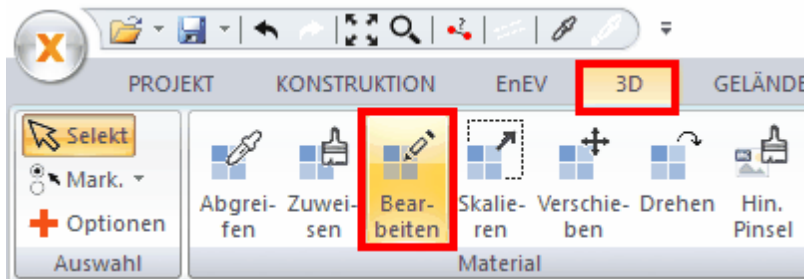 X
PROJEKT KONSTRUKTION EnEV 3D GELÄNDE
Selekt
Mark.
Optionen
Auswahl
Abgrei-
fen
Zuwei-
sen
Bear-
beiten
Skalie-
ren
Verschie-
ben
Drehen
Hin.
Pinsel
Material